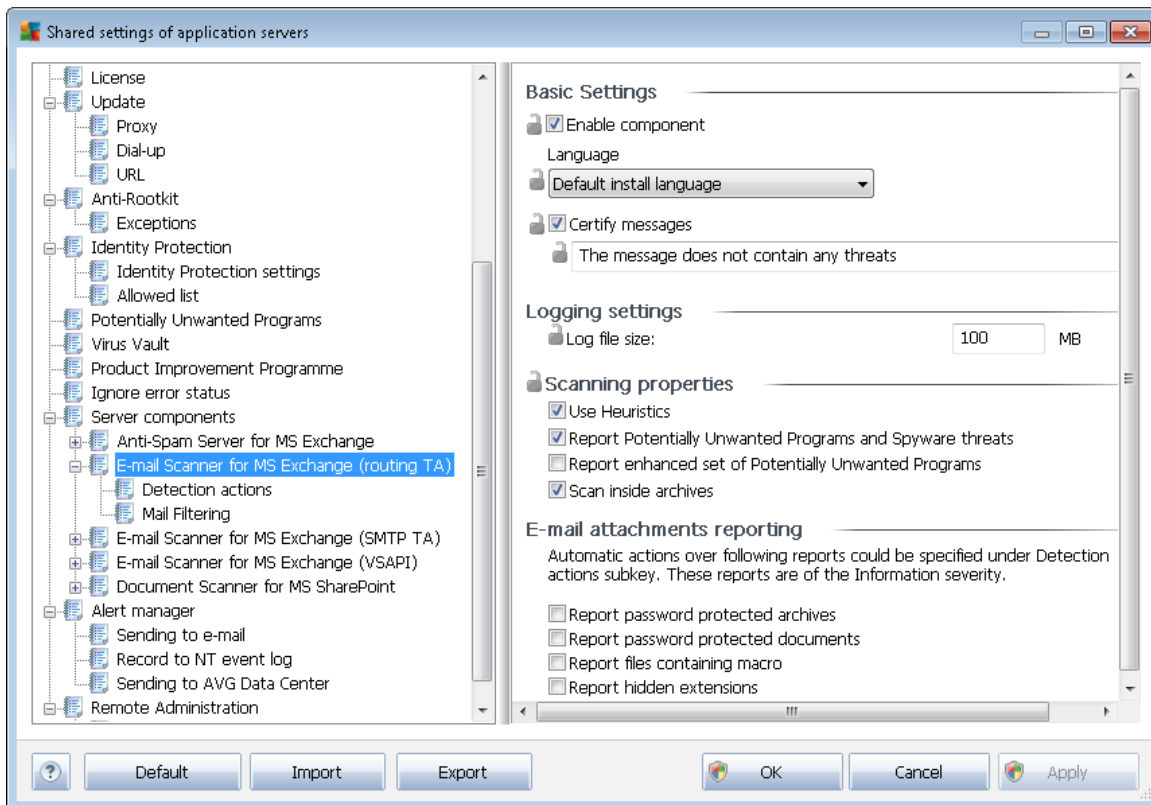 Shared settings of application servers
License
Update
Proxy
Dial-up
URL
Anti-Rootkit
Exceptions
Identity Protection
Identity Protection settings
Allowed list
Potentially Unwanted Programs
Virus Vault
Product Improvement Programme
Ignore error status
Server components
Anti-Spam Server for MS Exchange
E-mail Scanner for MS Exchange (routing TA)
Detection actions
Mail Filtering
E-mail Scanner for MS Exchange (SMTP TA)
E-mail Scanner for MS Exchange (VSAPI)
Document Scanner for MS SharePoint
Alert manager
Sending to e-mail
Record to NT event log
Sending to AVG Data Center
Remote Administration
Basic Settings
Enable component
Language
Default install language
Certify messages
The message does not contain any threats
Logging settings
Log file size: 100 MB
Scanning properties
Use Heuristics
Report Potentially Unwanted Programs and Spyware threats
Report enhanced set of Potentially Unwanted Programs
Scan inside archives
E-mail attachments reporting
Automatic actions over following reports could be specified under Detection
actions subkey. These reports are of the Information severity.
Report password protected archives
Report password protected documents
Report files containing macro
Report hidden extensions
? Default Import Export OK Cancel Apply